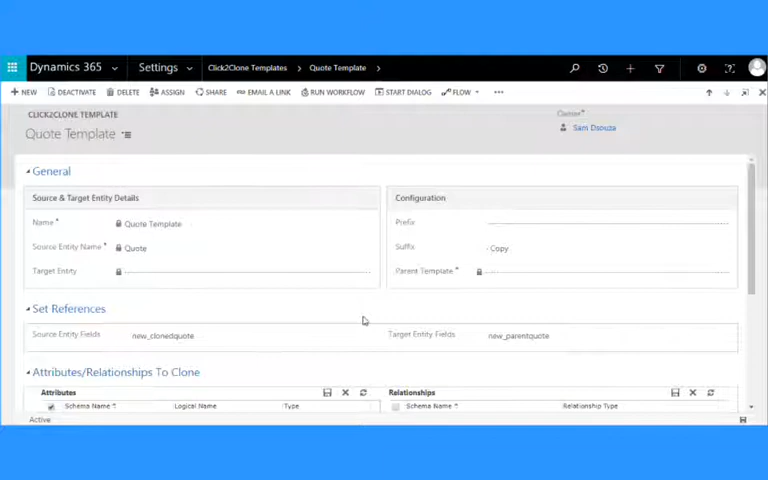 Dynamics 365 Settings Click2Clone Templates > Quote Template >
NEW DEACTIVATE DELETE ASSIGN SHARE EMAIL A LINK RUN WORKFLOW START DIALOG FLOW
CLICK2CLONE TEMPLATE
Quote Template
Owner*
Sam Dsouza
General
Source & Target Entity Details
Name* Quote Template
Source Entity Name* Quote
Target Entity
Configuration
Prefix
Suffix - Copy
Parent Template*
Set References
Source Entity Fields new_clonedquote
Target Entity Fields new_parentquote
Attributes/Relationships To Clone
Attributes
Schema Name Logical Name Type
Relationships
Schema Name Relationship Type
Active